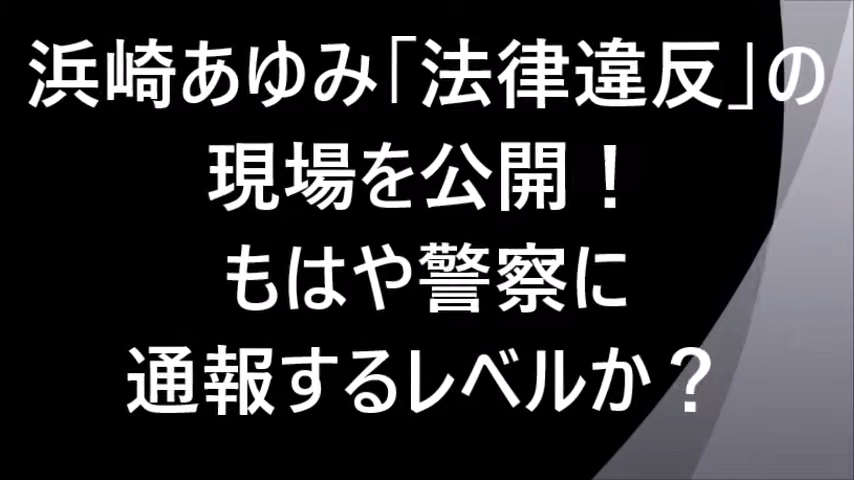 浜崎あゆみ「法律違反」の
現場を公開！
もはや警察に
通報するレベルか？